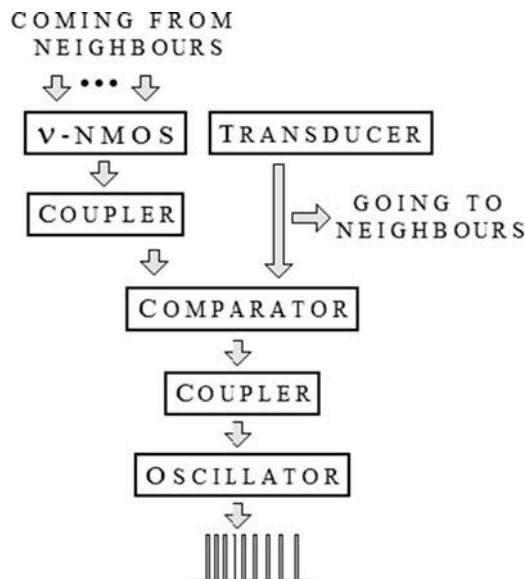 COMING FROM
NEIGHBOURS
ν-NMOS
TRANSDUCER
COUPLER
GOING TO
NEIGHBOURS
COMPARATOR
COUPLER
OSCILLATOR